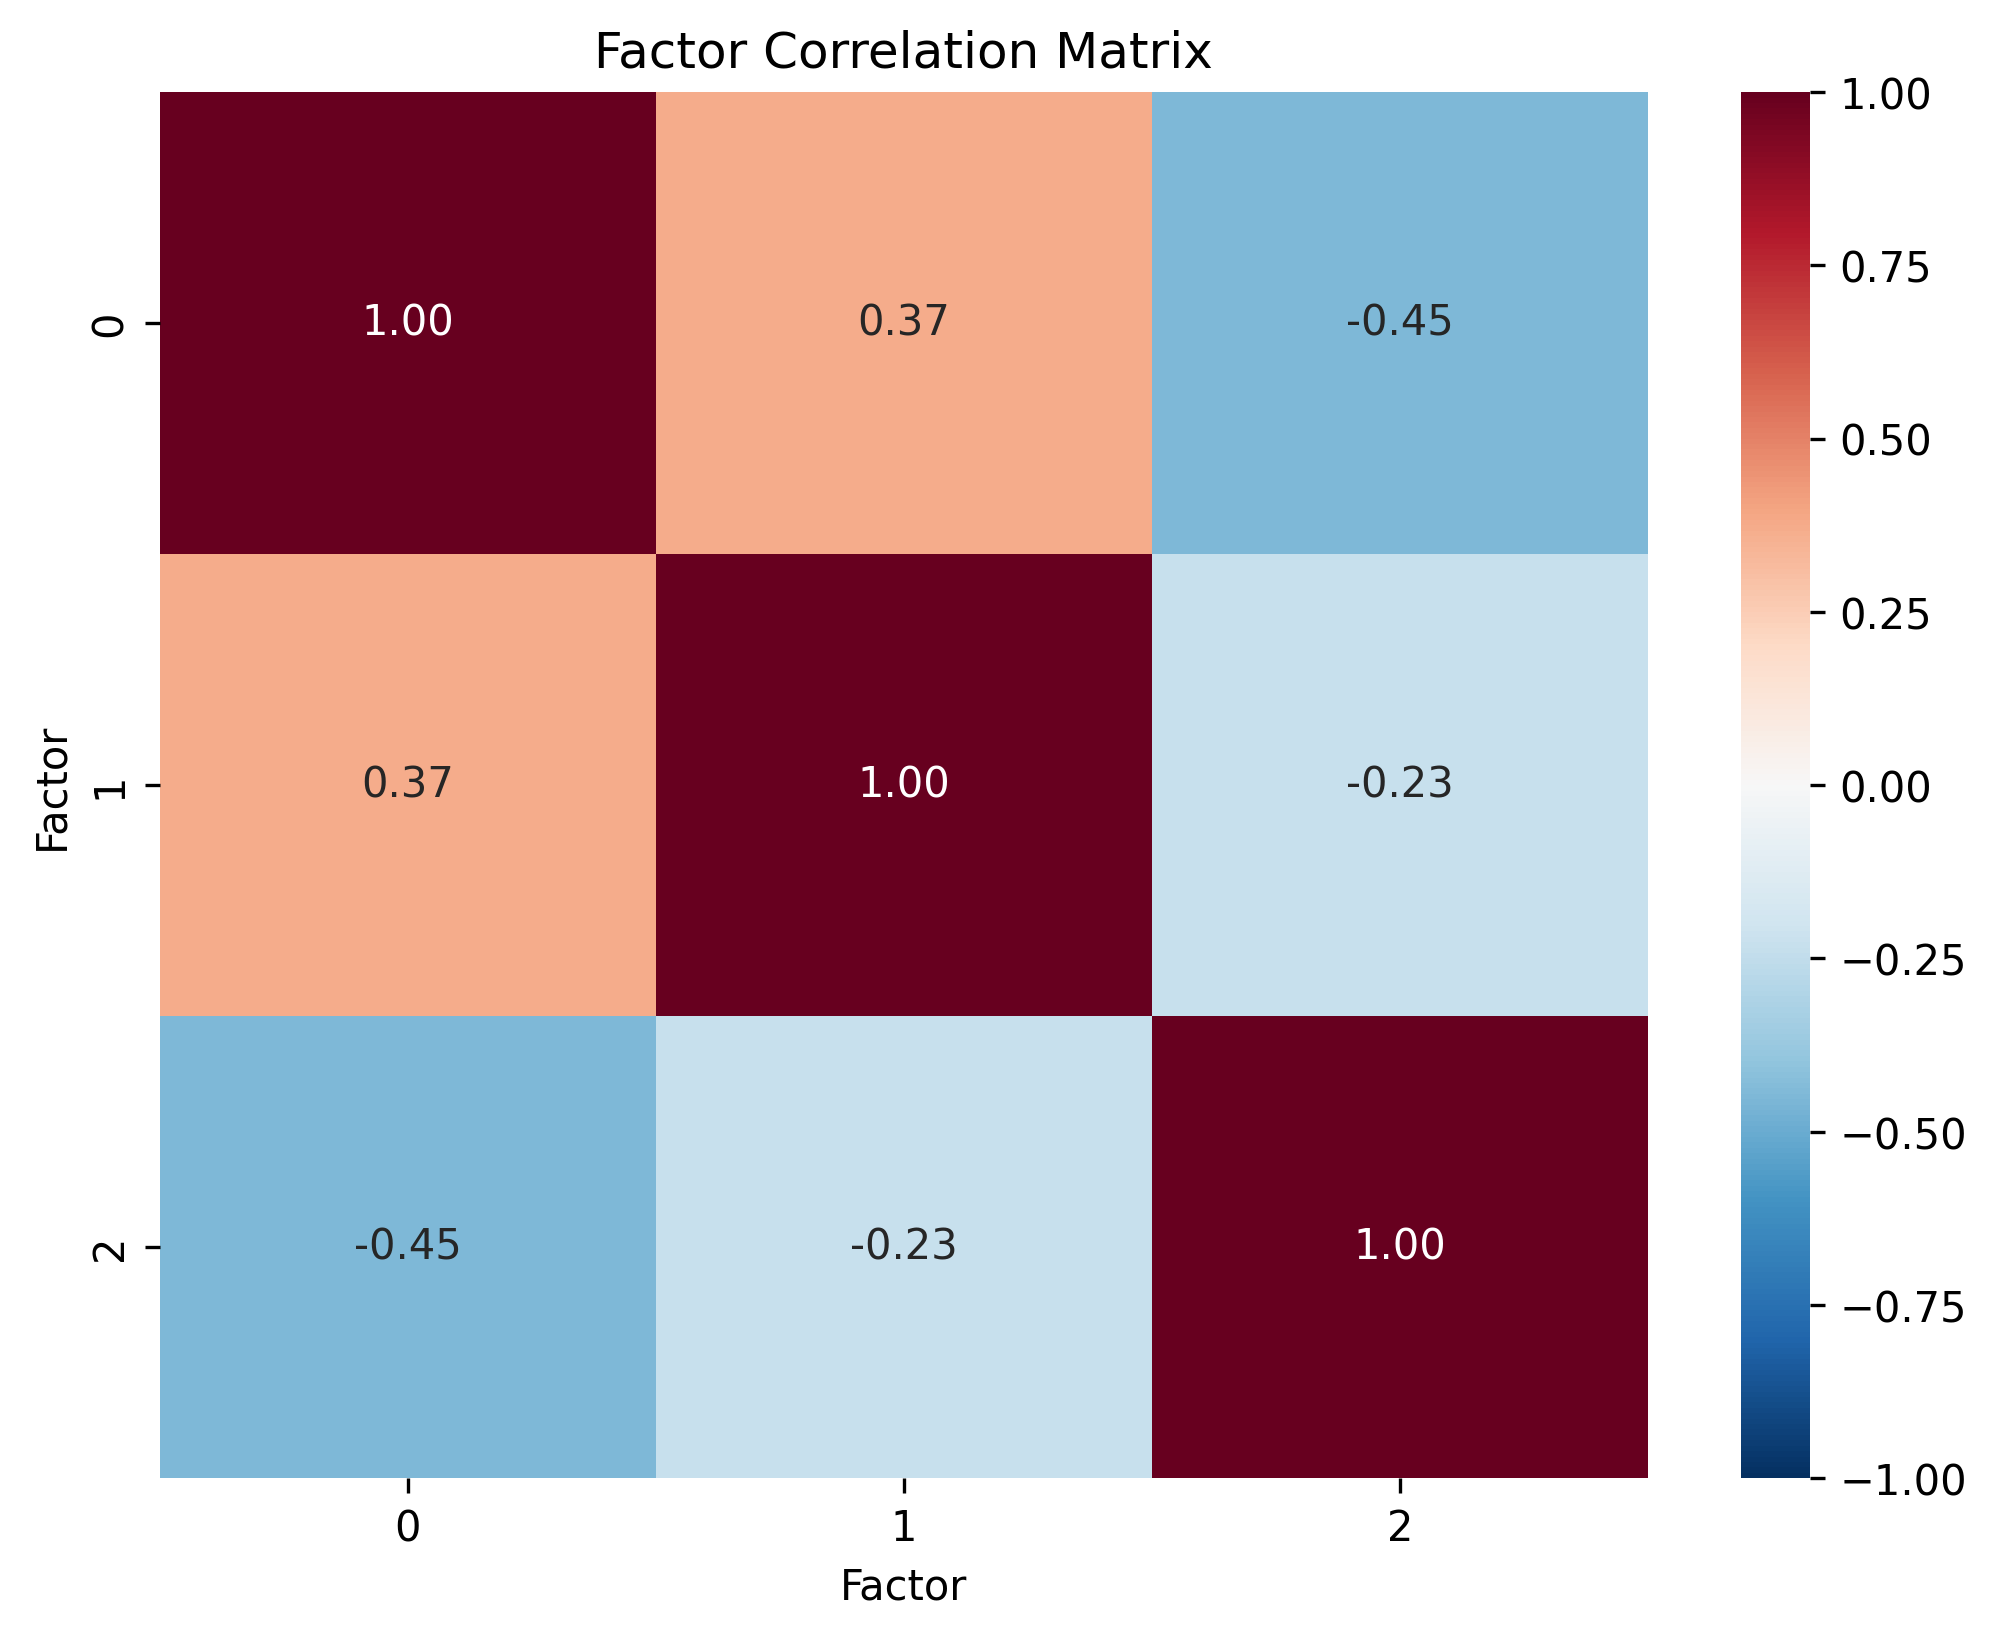 Factor Correlation Matrix
0 1.00 0.37 -0.45
1 0.37 1.00 -0.23
2 -0.45 -0.23 1.00
0 1 2
Factor
Factor
1.00
0.75
0.50
0.25
0.00
−0.25
−0.50
−0.75
−1.00